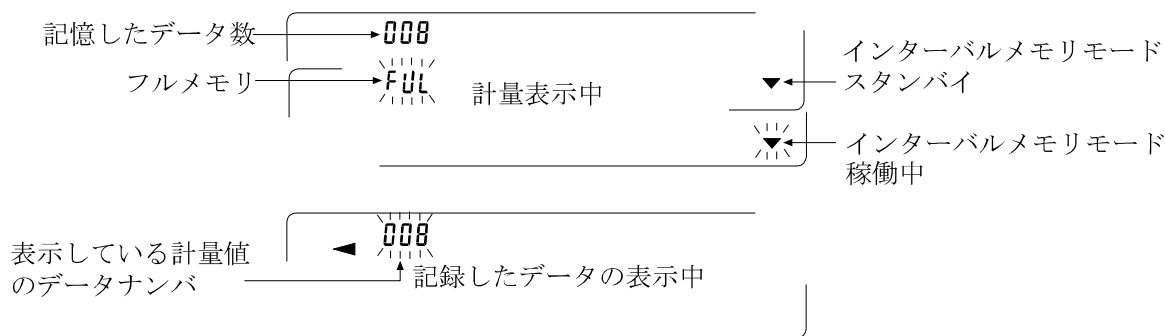 記憶したデータ数
008
フルメモリ
FUL
計量表示中
インターバルメモリモード
スタンバイ
インターバルメモリモード
稼働中
008
表示している計量値
のデータナンバ
記録したデータの表示中